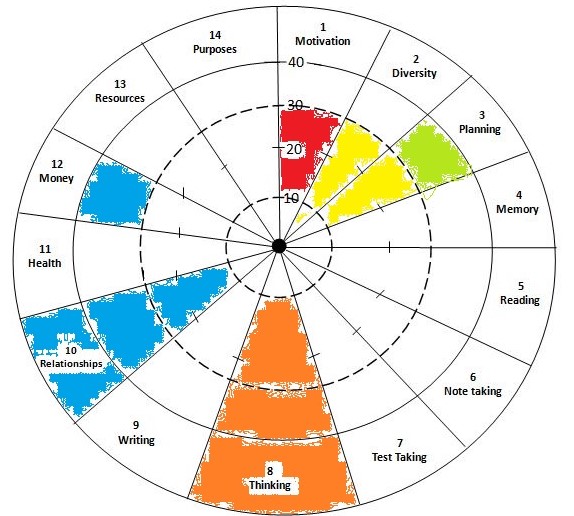 14
Purposes
1
Motivation
2
Diversity
13
Resources
40
3
Planning
30
20
12
Money
10
4
Memory
11
Health
5
Reading
10
Relationships
6
Note taking
9
Writing
7
Test Taking
8
Thinking